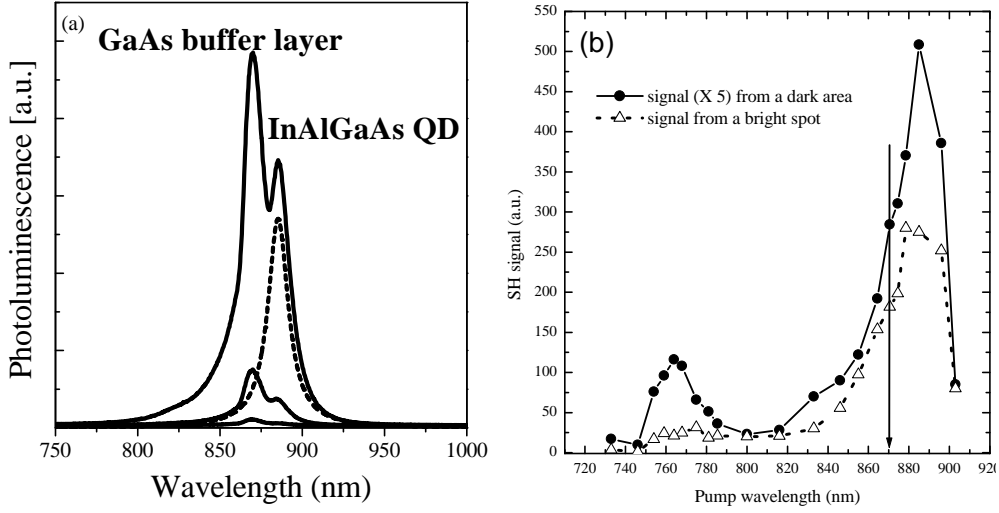 (a)
GaAs buffer layer
InAlGaAs QD
Photoluminescence [a.u.]
750 800 850 900 950 1000
Wavelength (nm)
(b)
550
500
450
400
350
300
250
200
150
100
50
0
signal (X 5) from a dark area
signal from a bright spot
SH signal (a.u.)
720 740 760 780 800 820 840 860 880 900 920
Pump wavelength (nm)